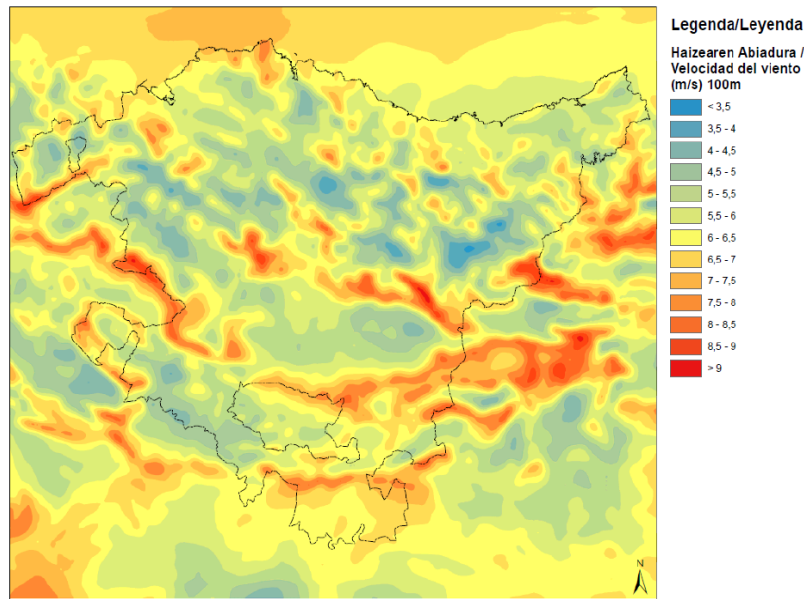 Legenda/Leyenda
Haizearen Abiadura /
Velocidad del viento
(m/s) 100m
< 3,5
3,5 - 4
4 - 4,5
4,5 - 5
5 - 5,5
5,5 - 6
6 - 6,5
6,5 - 7
7 - 7,5
7,5 - 8
8 - 8,5
8,5 - 9
> 9
N